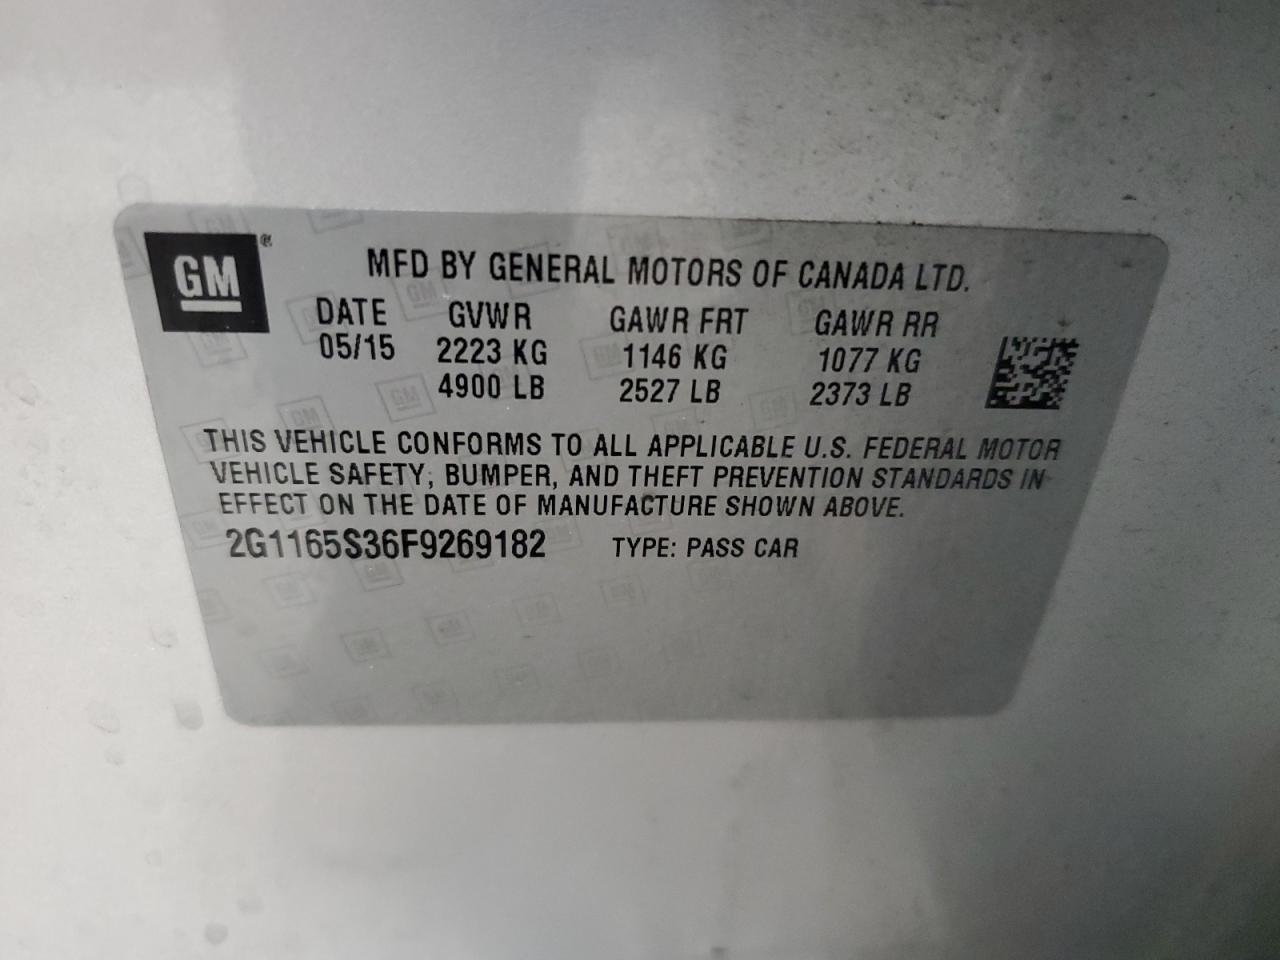 GM®
MFD BY GENERAL MOTORS OF CANADA LTD.
DATE GVWR GAWR FRT GAWR RR
05/15 2223 KG 1146 KG 1077 KG
4900 LB 2527 LB 2373 LB
THIS VEHICLE CONFORMS TO ALL APPLICABLE U.S. FEDERAL MOTOR
VEHICLE SAFETY, BUMPER, AND THEFT PREVENTION STANDARDS IN
EFFECT ON THE DATE OF MANUFACTURE SHOWN ABOVE.
2G1165S36F9269182 TYPE: PASS CAR